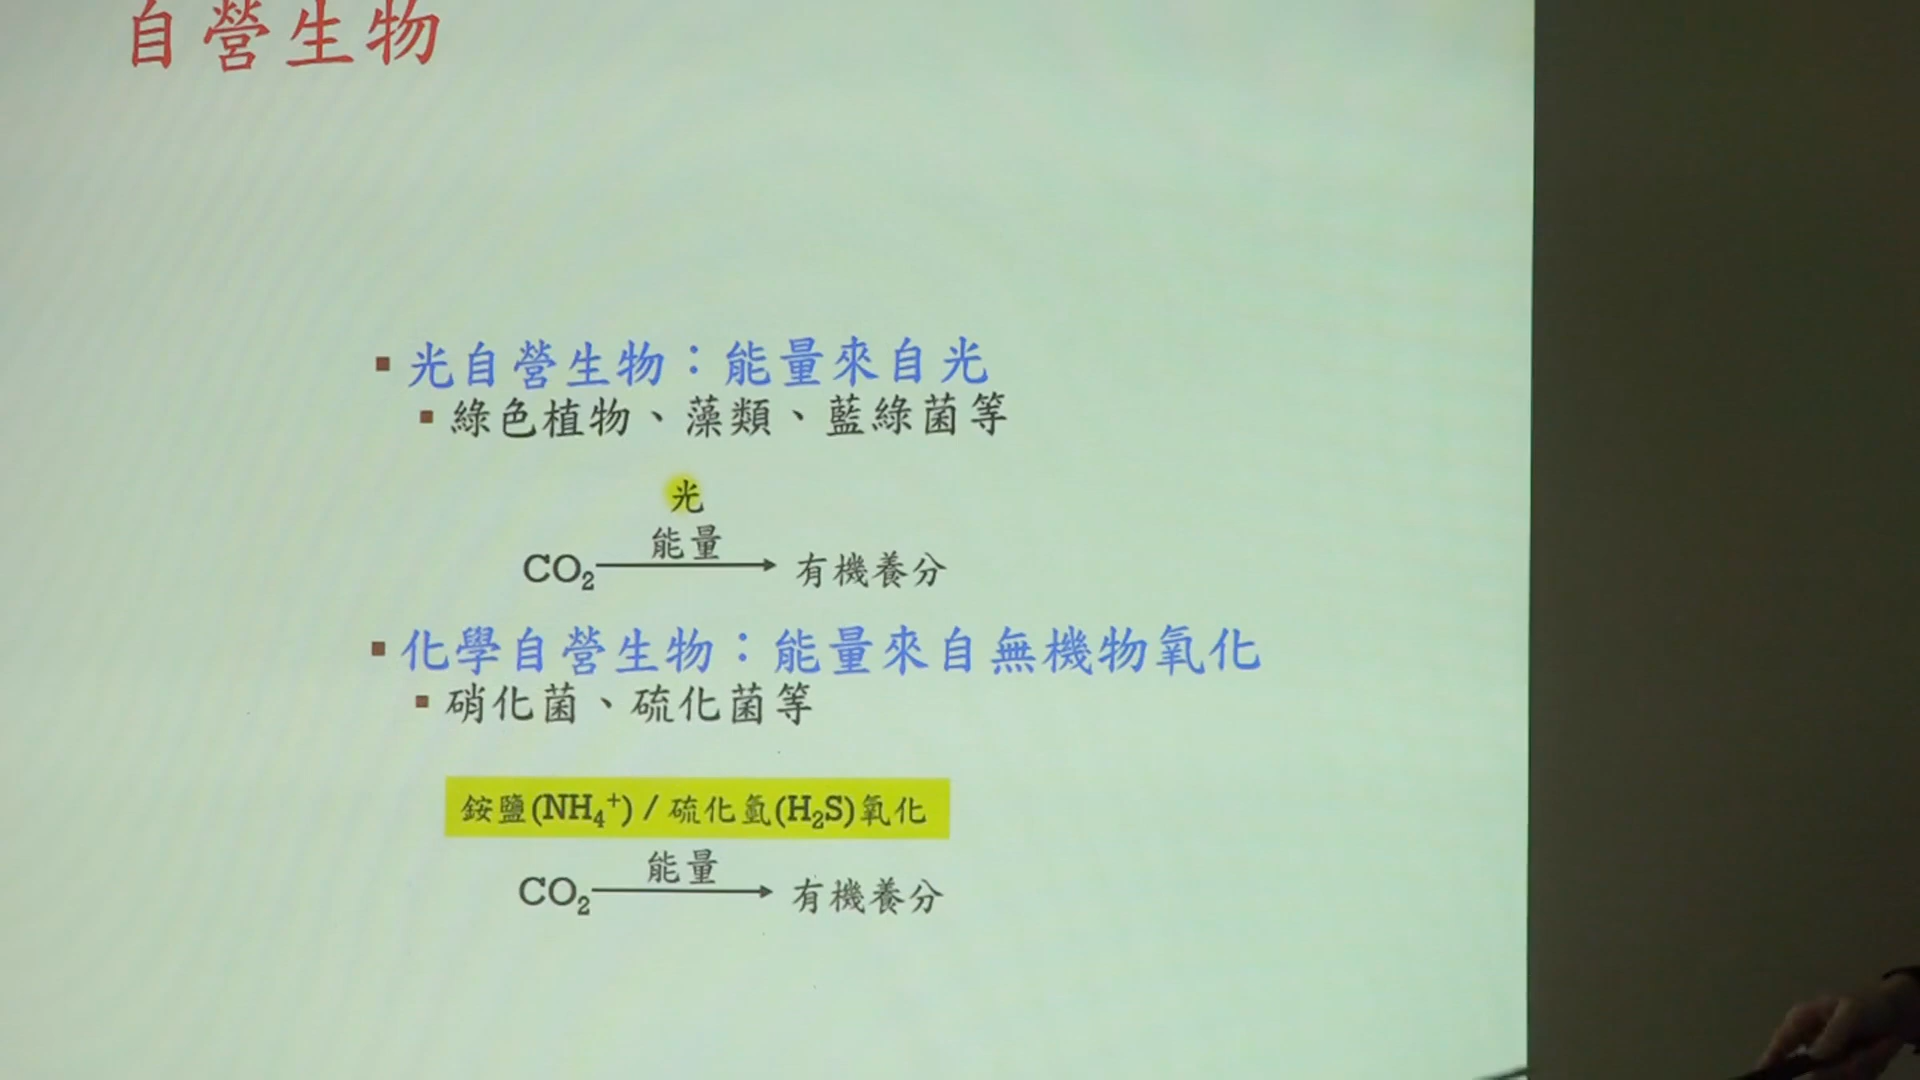 自營生物
▪ 光自營生物：能量來自光
▪ 綠色植物、藻類、藍綠菌等
光
能量
CO₂ → 有機養分
▪ 化學自營生物：能量來自無機物氧化
▪ 硝化菌、硫化菌等
銨鹽(NH₄⁺) / 硫化氫(H₂S)氧化
能量
CO₂ → 有機養分